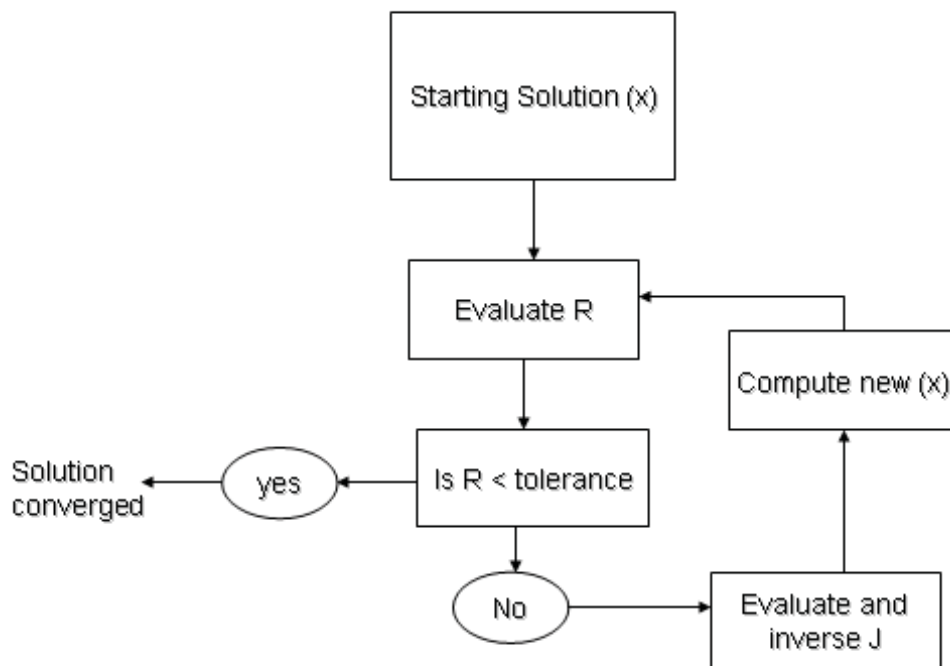 Starting Solution (x)
Evaluate R
Compute new (x)
Is R < tolerance
yes
Solution
converged
No
Evaluate and
inverse J